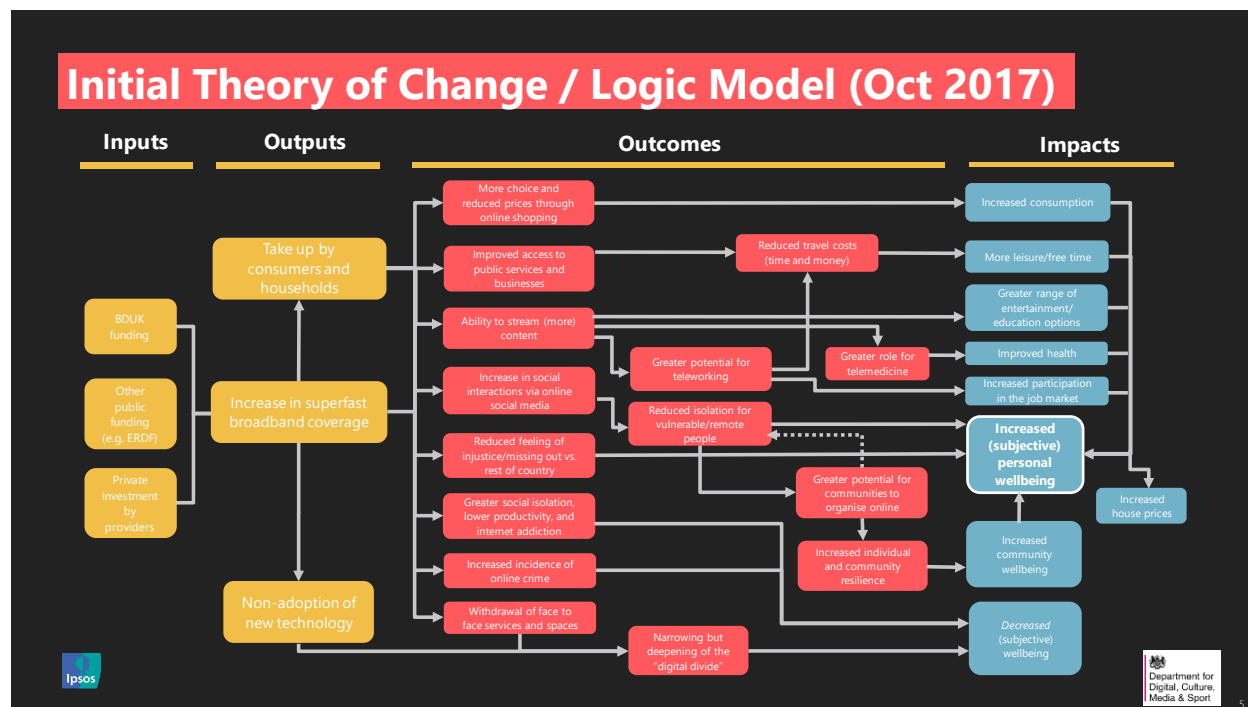 Initial Theory of Change / Logic Model (Oct 2017)
Inputs
Outputs
Outcomes
Impacts
BDUK
funding
Other
public
funding
(e.g. ERDF)
Private
investment
by
providers
Take up by
consumers and
households
Increase in superfast
broadband coverage
Non-adoption of
new technology
More choice and
reduced prices through
online shopping
Improved access to
public services and
businesses
Ability to stream (more)
content
Increase in social
interactions via online
social media
Reduced feeling of
injustice/missing out vs.
rest of country
Greater social isolation,
lower productivity, and
internet addiction
Increased incidence of
online crime
Withdrawal of face to
face services and spaces
Reduced travel costs
(time and money)
Greater potential for
teleworking
Greater role for
telemedicine
Reduced isolation for
vulnerable/remote
people
Greater potential for
communities to
organise online
Increased individual
and community
resilience
Narrowing but
deepening of the
"digital divide"
Increased consumption
More leisure/free time
Greater range of
entertainment/
education options
Improved health
Increased participation
in the job market
Increased
(subjective)
personal
wellbeing
Increased
house prices
Increased
community
wellbeing
Decreased
(subjective)
wellbeing
Ipsos
Department for
Digital, Culture,
Media & Sport
5